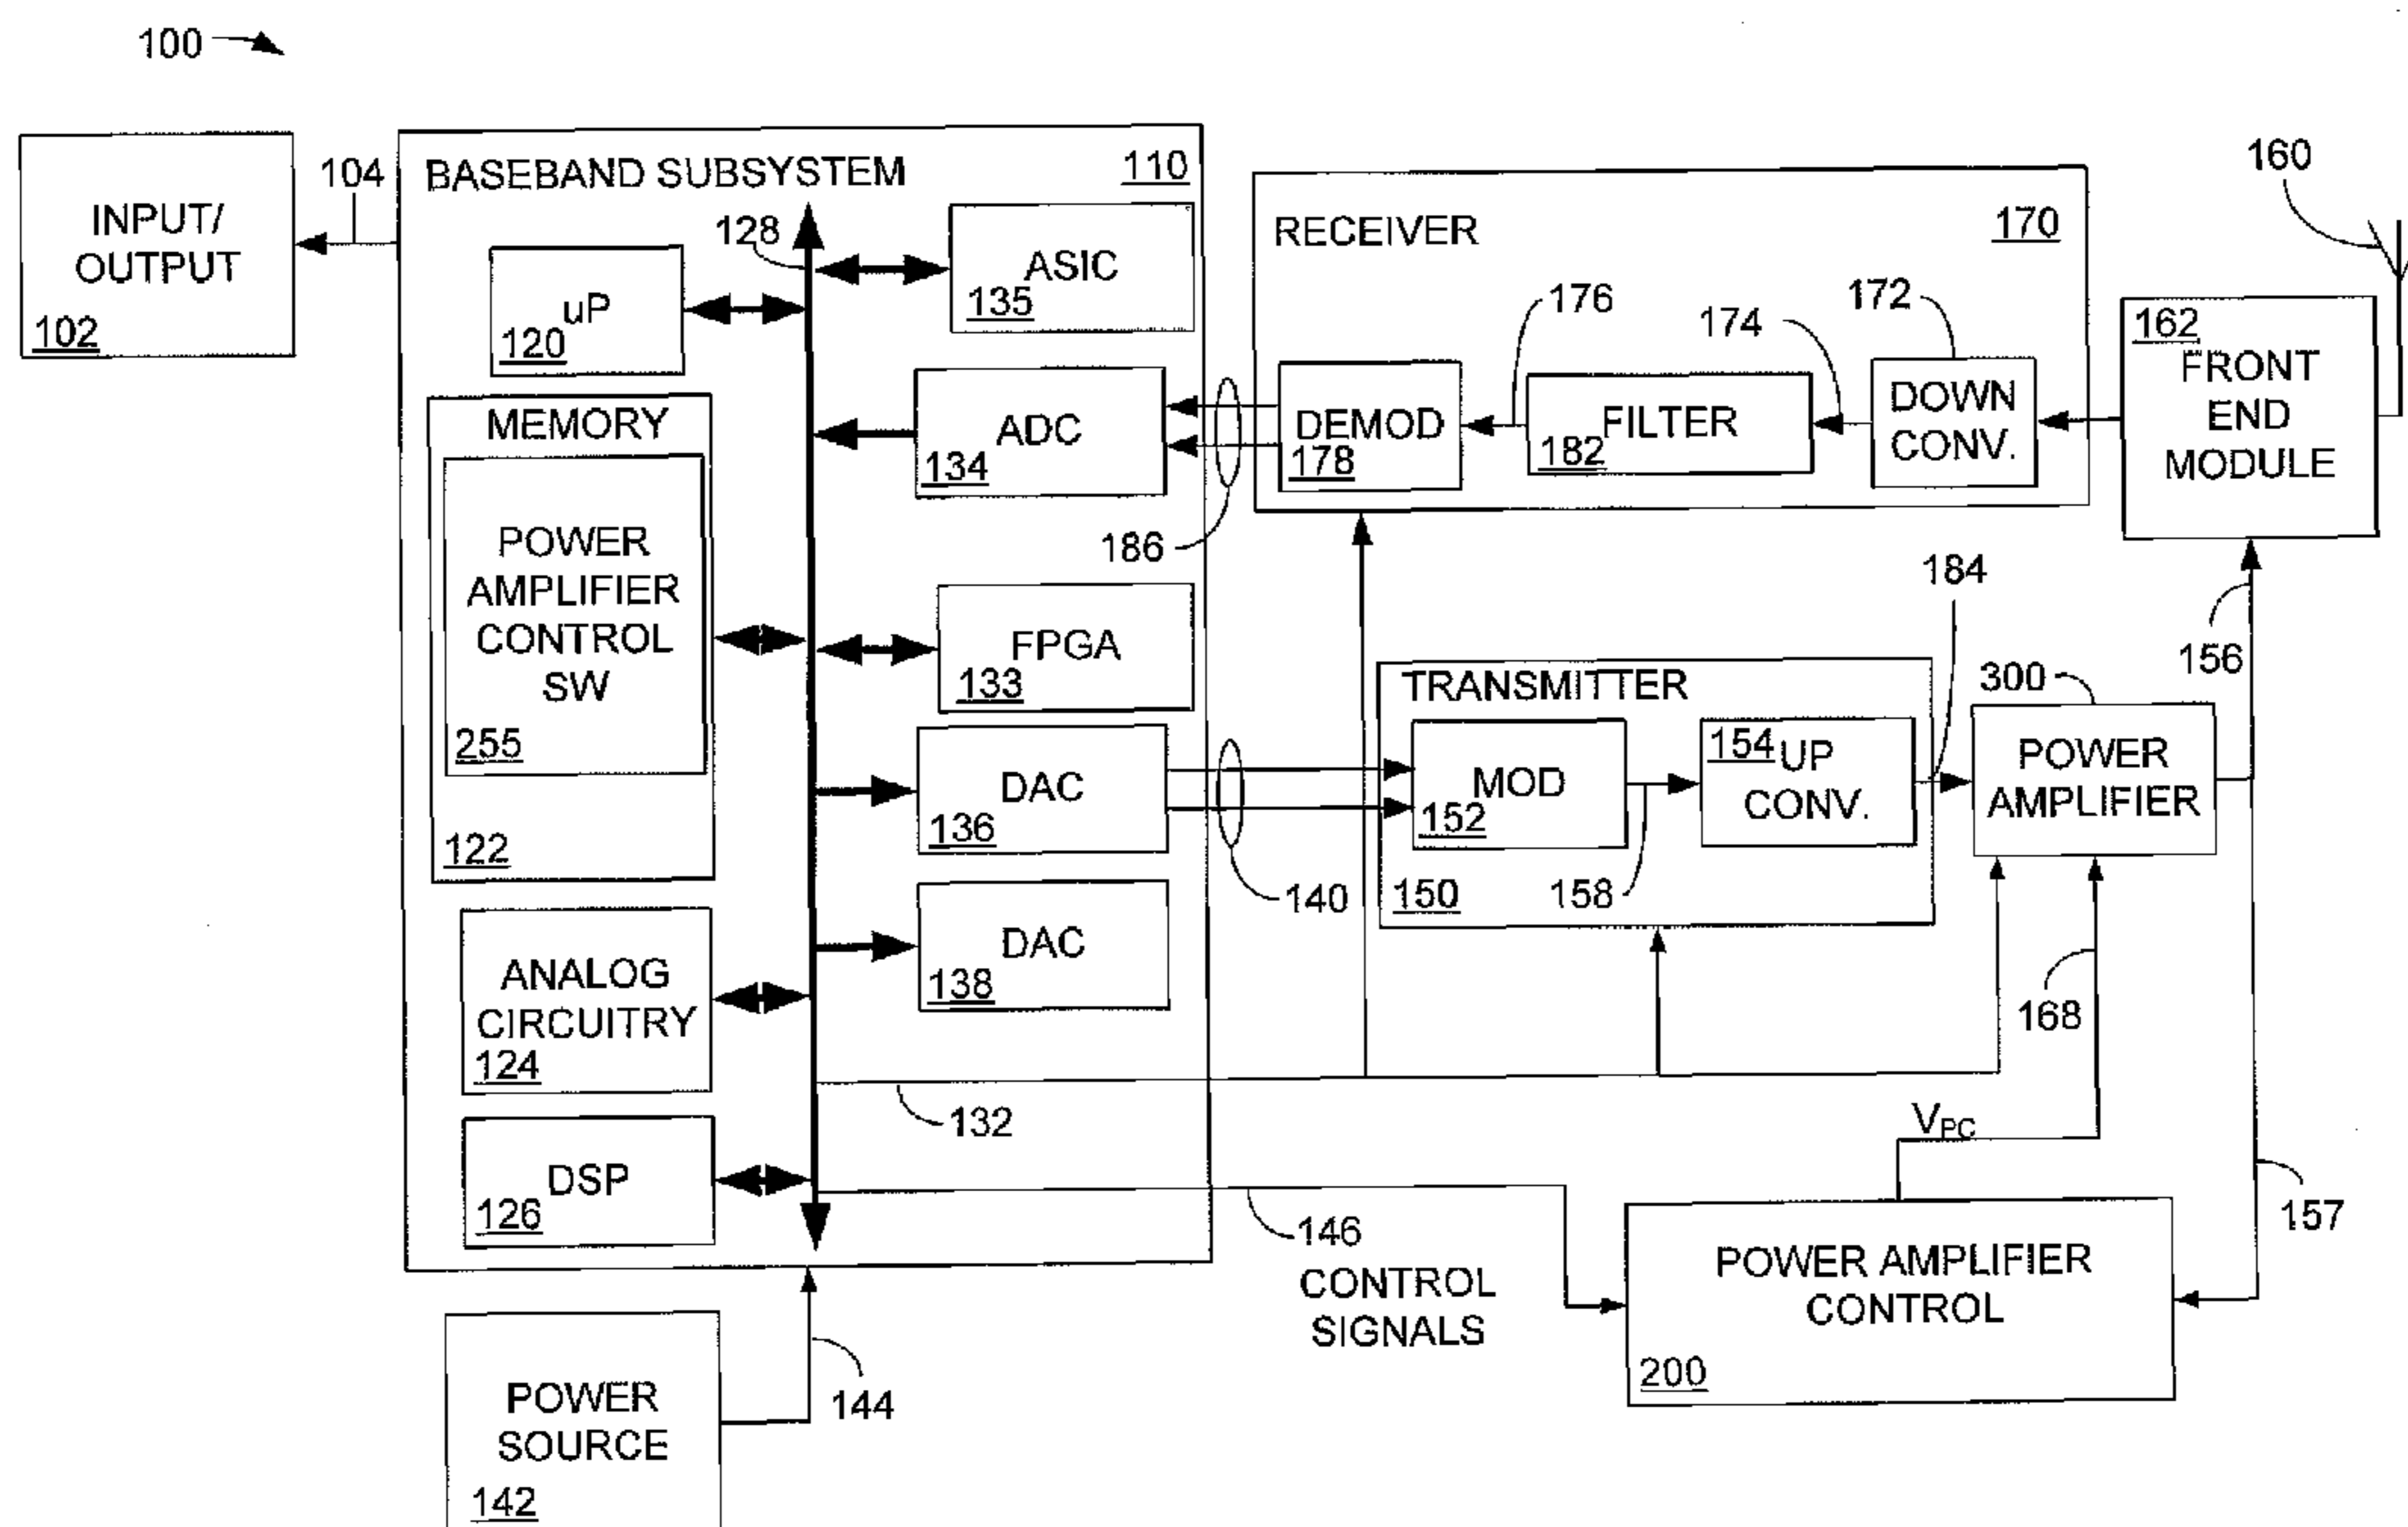 100
INPUT/
OUTPUT
102
104
BASEBAND SUBSYSTEM
110
128
uP
120
ASIC
135
MEMORY
POWER
AMPLIFIER
CONTROL
SW
255
122
ADC
134
FPGA
133
DAC
136
DAC
138
ANALOG
CIRCUITRY
124
DSP
126
132
146
CONTROL
SIGNALS
POWER
SOURCE
142
144
RECEIVER
170
176
174
172
DEMOD
178
FILTER
182
DOWN
CONV.
186
160
162
FRONT
END
MODULE
184
156
TRANSMITTER
MOD
152
154
UP
CONV.
158
150
140
300
POWER
AMPLIFIER
168
VPC
157
POWER AMPLIFIER
CONTROL
200